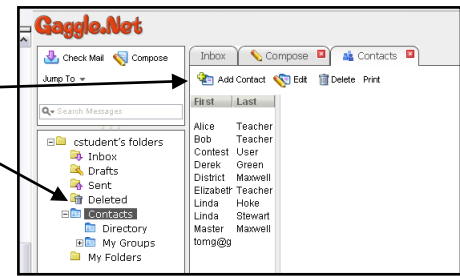 Gaggle.Net
Check Mail Compose
Jump To
Search Messages
cstudent's folders
Inbox
Drafts
Sent
Deleted
Contacts
Directory
My Groups
My Folders
Inbox Compose Contacts
Add Contact Edit Delete Print
First Last
Alice Teacher
Bob Teacher
Contest User
Derek Green
District Maxwell
Elizabeth Teacher
Linda Hoke
Linda Stewart
Master Maxwell
tomg@g